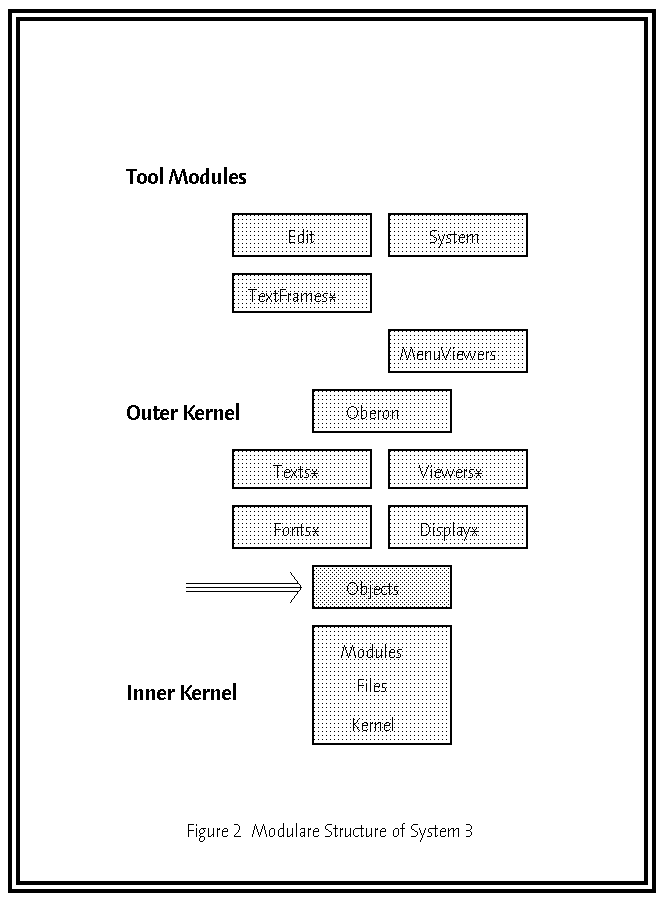 Tool Modules
Edit System
TextFrames*
MenuViewers
Outer Kernel Oberon
Texts* Viewers*
Fonts* Display*
Objects
Modules
Files
Inner Kernel
Kernel
Figure 2 Modulare Structure of System 3